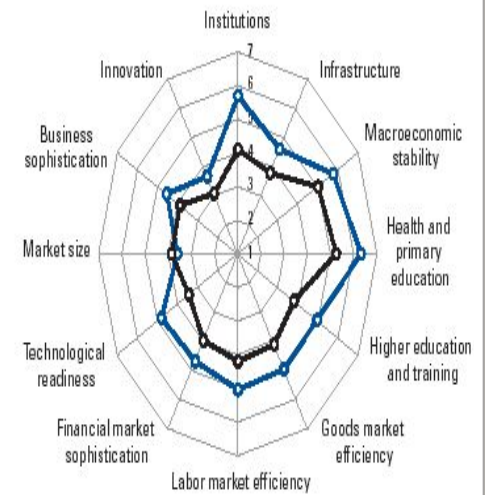 Institutions
7
6
5
4
3
2
1
Infrastructure
Macroeconomic
stability
Health and
primary
education
Higher education
and training
Goods market
efficiency
Labor market efficiency
Financial market
sophistication
Technological
readiness
Market size
Business
sophistication
Innovation